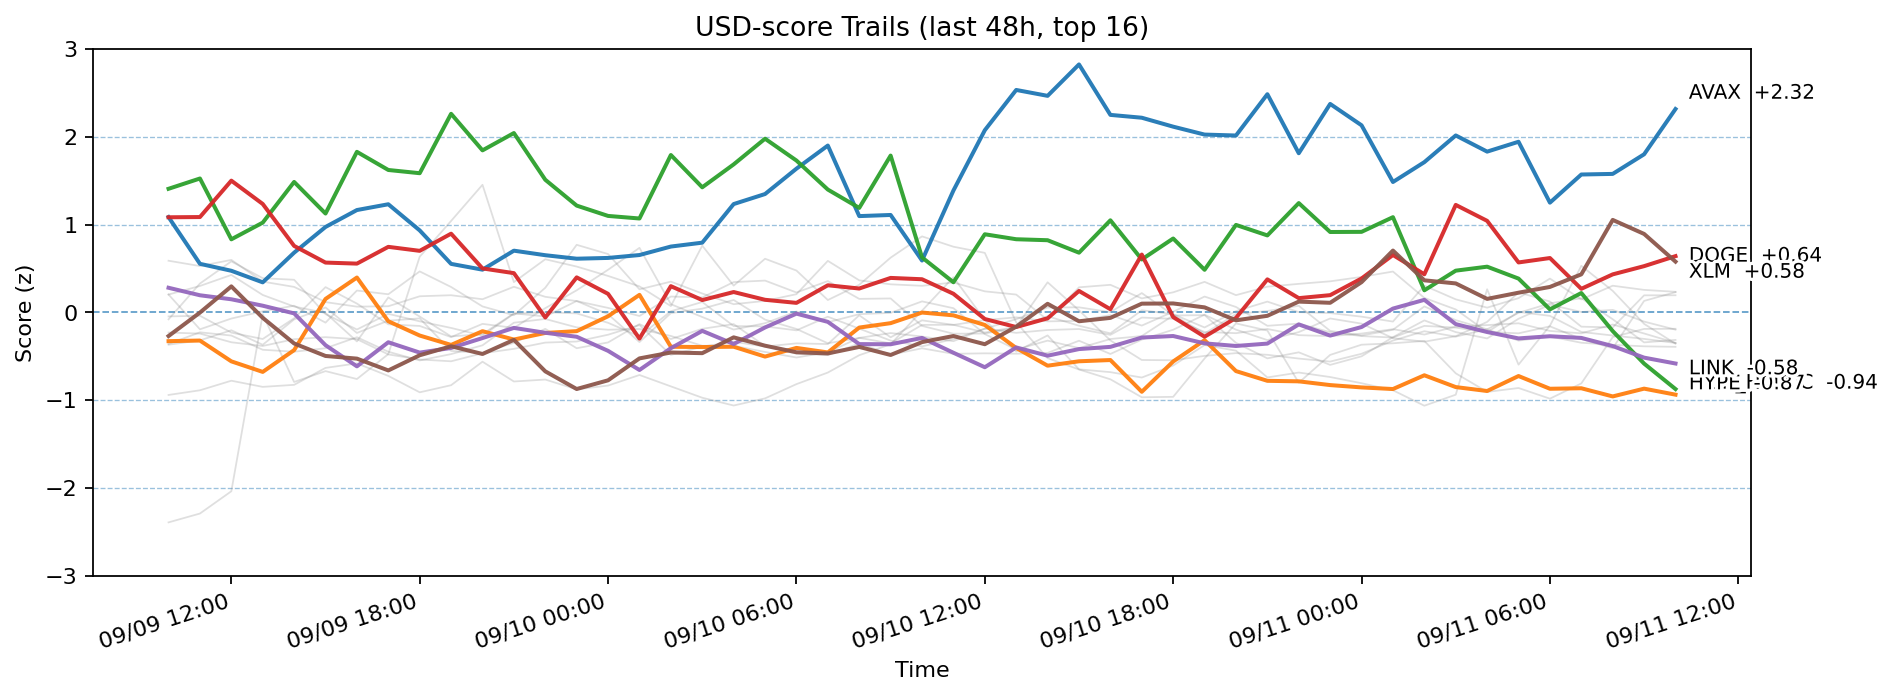 USD-score Trails (last 48h, top 16)
Score (z)
3
2
1
0
−1
−2
−3
AVAX +2.32
DOGE +0.64
XLM +0.58
LINK -0.58
HYPE -0.87
-0.94
09/09 12:00
09/09 18:00
09/10 00:00
09/10 06:00
09/10 12:00
09/10 18:00
09/11 00:00
09/11 06:00
09/11 12:00
Time